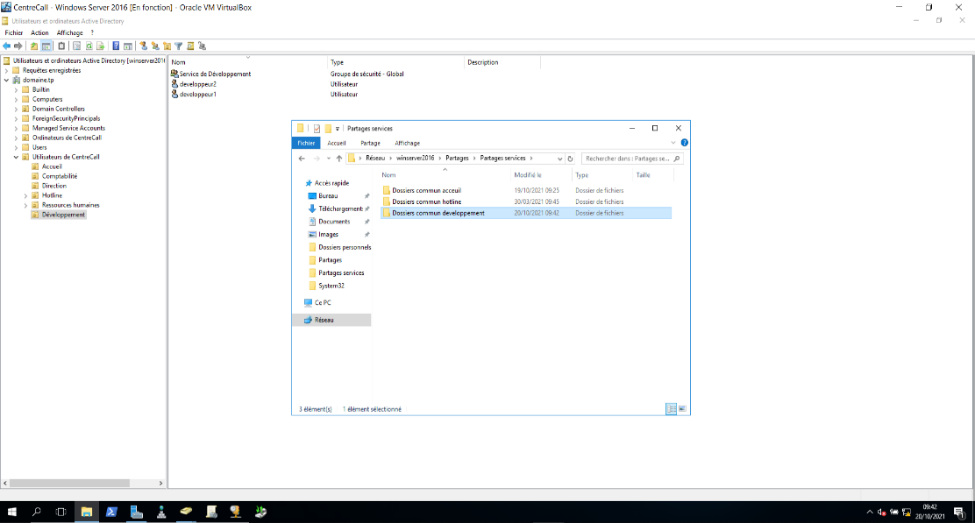 CentreCall - Windows Server 2016 [En fonction] - Oracle VM VirtualBox
Utilisateurs et ordinateurs Active Directory
Fichier Action Affichage ?
Utilisateurs et ordinateurs Active Directory [winserver201
Requêtes enregistrées
domaine.tp
Builtin
Computers
Domain Controllers
ForeignSecurityPrincipals
Managed Service Accounts
Ordinateurs de CentreCall
Users
Utilisateurs de CentreCall
Accueil
Comptabilité
Direction
Hotline
Ressources humaines
Développement
Nom Type Description
Service de Développement Groupe de sécurité - Global
developpeur2 Utilisateur
developpeur1 Utilisateur
Partages services
Fichier Accueil Partage Affichage
Réseau > winserver2016 > Partages > Partages services >
Rechercher dans : Partages se...
Nom Modifié le Type Taille
Dossiers commun acceuil 19/10/2021 09:25 Dossier de fichiers
Dossiers commun hotline 30/03/2021 09:45 Dossier de fichiers
Dossiers commun developpement 20/10/2021 09:42 Dossier de fichiers
Accès rapide
Bureau
Téléchargement
Documents
Images
Dossiers personnels
Partages
Partages services
System32
Ce PC
Réseau
3 élément(s) 1 élément sélectionné
09:42
20/10/2021